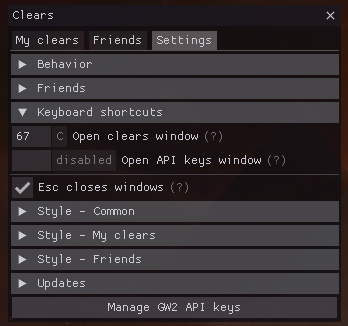 Clears
My clears Friends Settings
Behavior
Friends
Keyboard shortcuts
67 C Open clears window (?)
disabled Open API keys window (?)
Esc closes windows (?)
Style - Common
Style - My clears
Style - Friends
Updates
Manage GW2 API keys